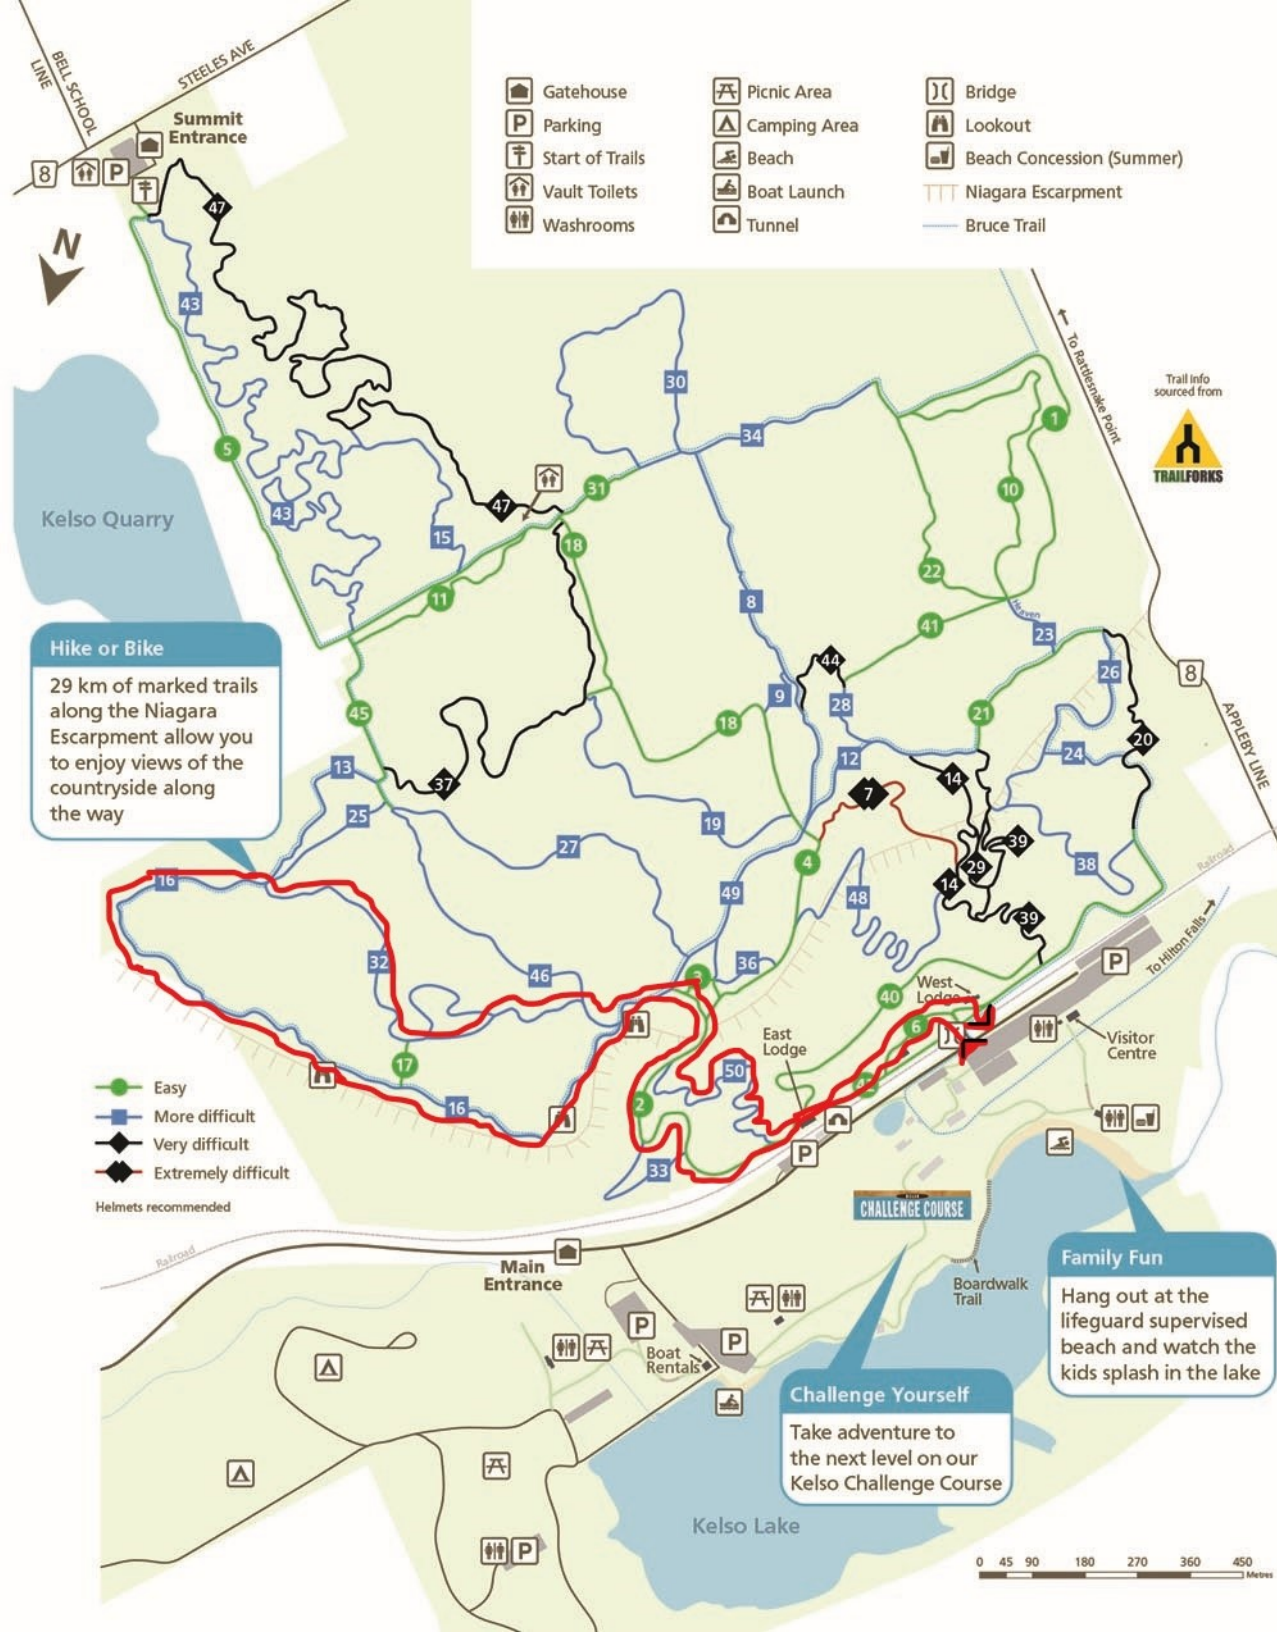 BELL SCHOOL
LINE
STEELES AVE
Summit
Entrance
8
P
N
Gatehouse
P Parking
Start of Trails
Vault Toilets
Washrooms
Picnic Area
Camping Area
Beach
Boat Launch
Tunnel
Bridge
Lookout
Beach Concession (Summer)
Niagara Escarpment
Bruce Trail
47
43
30
34
To Rattlesnake Point
Trail info
sourced from
TRAILFORKS
1
5
31
10
47
43
15
18
Kelso Quarry
22
11
8
Heaven
41
23
44
26
8
9
28
45
18
21
APPLEBY LINE
20
12
24
13
14
37
7
25
19
27
39
4
29
38
Railroad
16
14
49
48
39
32
36
46
3
P
To Hilton Falls
West
Lodge
40
6
Visitor
Centre
East
Lodge
17
50
42
2
16
P
33
Hike or Bike
29 km of marked trails
along the Niagara
Escarpment allow you
to enjoy views of the
countryside along
the way
Easy
More difficult
Very difficult
Extremely difficult
Helmets recommended
CHALLENGE COURSE
Railroad
Main
Entrance
Boardwalk
Trail
Family Fun
Hang out at the
lifeguard supervised
beach and watch the
kids splash in the lake
P
P
Boat
Rentals
Challenge Yourself
Take adventure to
the next level on our
Kelso Challenge Course
Kelso Lake
P
0 45 90 180 270 360 450
Metres